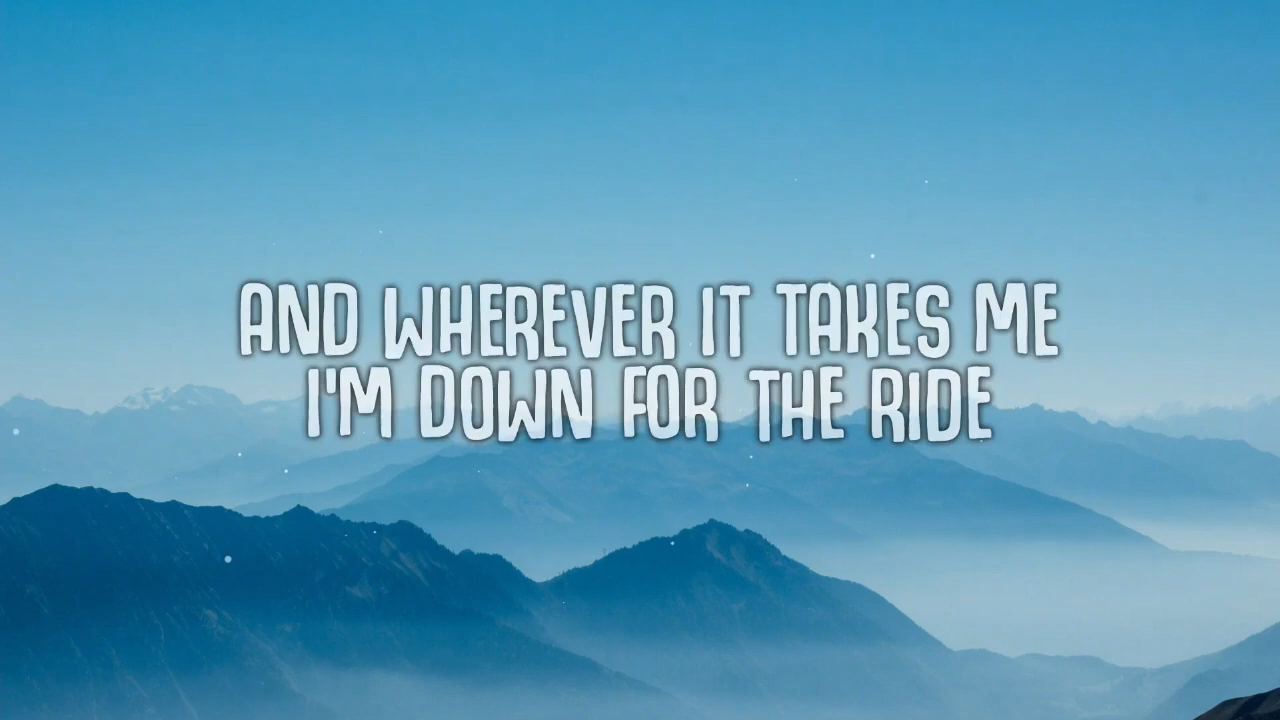 AND WHEREVER IT TAKES ME
I'M DOWN FOR THE RIDE